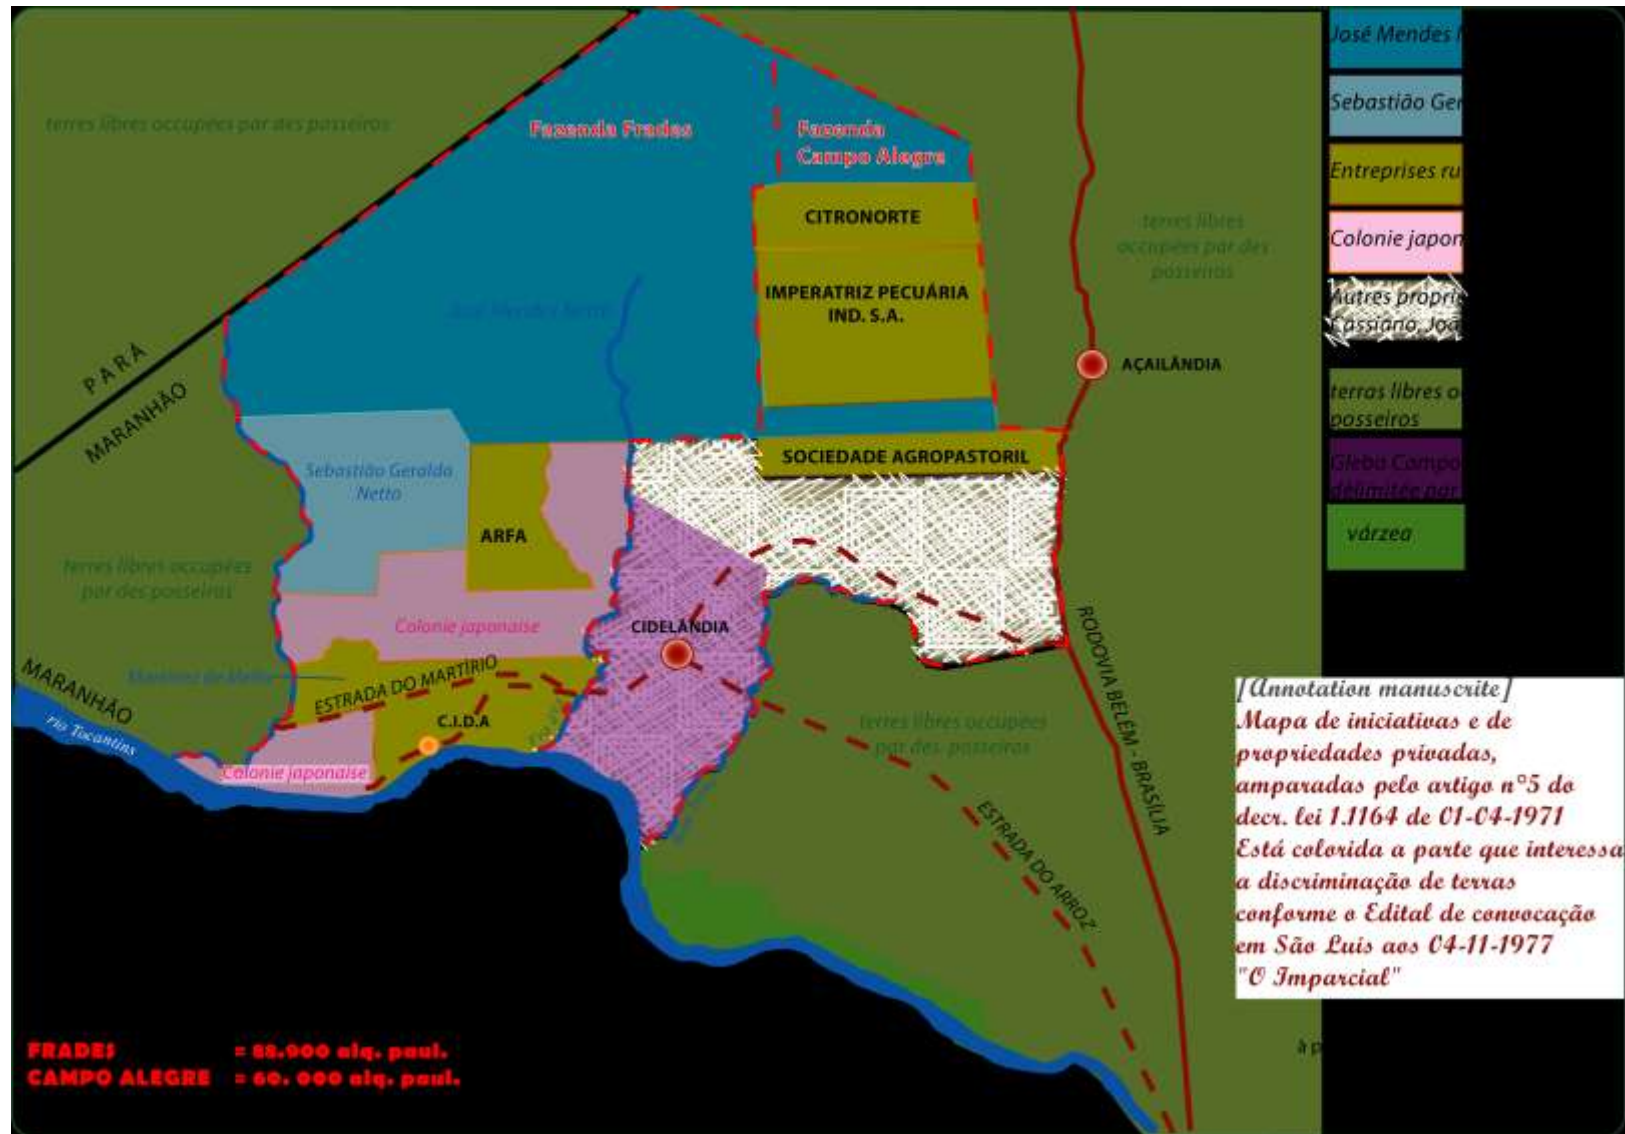 terres libres occupées par des posseiros
Fazenda Frades
Fazenda
Campo Alegre
CITRONORTE
IMPERATRIZ PECUÁRIA
IND. S.A.
José Mendes Netto
terres libres
occupées par des
posseiros
AÇAILÂNDIA
PARÁ
MARANHÃO
Sebastião Geraldo
Netto
SOCIEDADE AGROPASTORIL
ARFA
terres libres occupées
par des posseiros
Colonie japonaise
CIDELÂNDIA
MARANHÃO
rio Tocantins
ESTRADA DO MARTÍRIO
C.I.D.A
Colonie japonaise
terres libres occupées
par des posseiros
RODOVIA BELÉM - BRASÍLIA
ESTRADA DO ARROZ
José Mendes
Sebastião Ger
Entreprises ru
Colonie japon
Autres propri
Cassiano, Joã
terras libres o
posseiros
Gleba Campo
délimitée par
várzea
[Annotation manuscrite]
Mapa de iniciativas e de
propriedades privadas,
amparadas pelo artigo n°5 do
decr. lei 1.1164 de 01-04-1971
Está colorida a parte que interessa
a discriminação de terras
conforme o Edital de convocação
em São Luis aos 04-11-1977
"O Imparcial"
à p
FRADES = 88.900 alq. paul.
CAMPO ALEGRE = 60. 000 alq. paul.